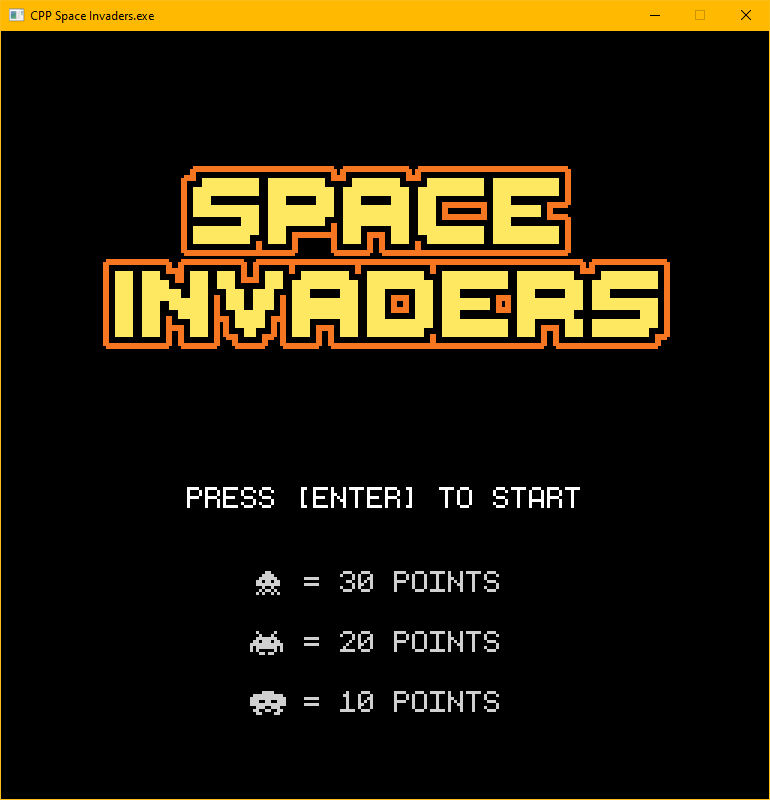 CPP Space Invaders.exe
SPACE
INVADERS
PRESS [ENTER] TO START
= 30 POINTS
= 20 POINTS
= 10 POINTS